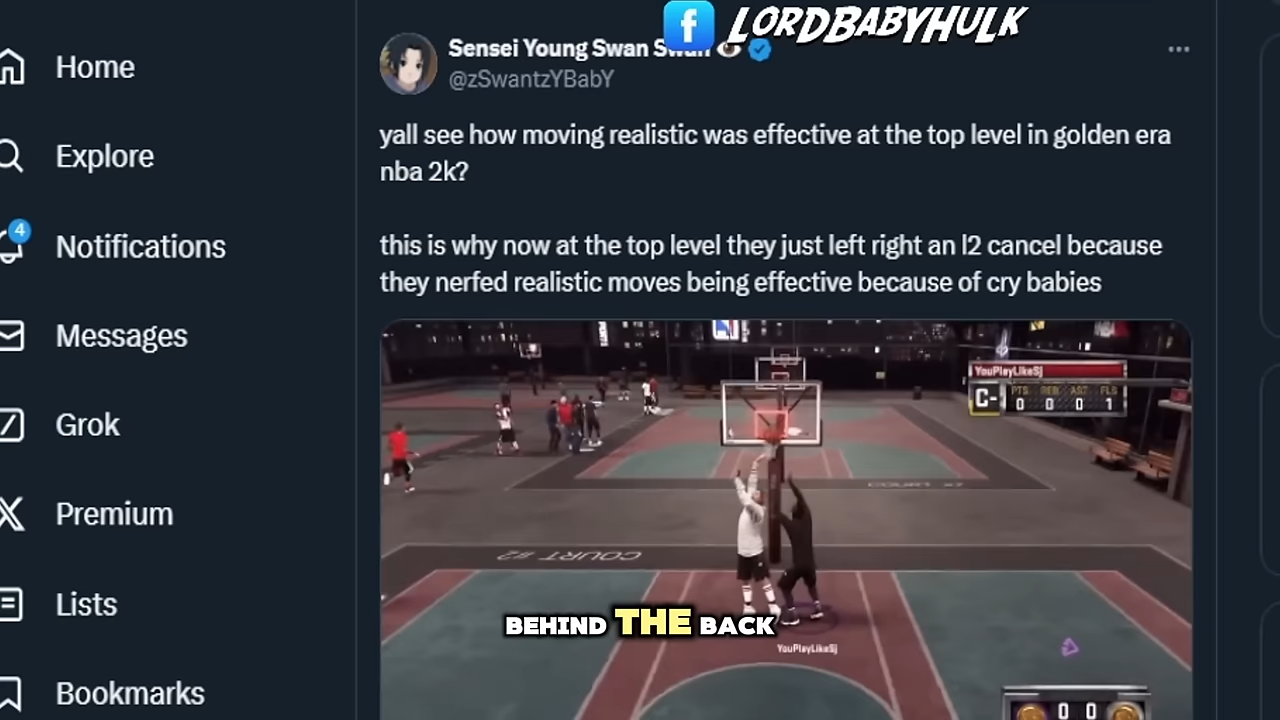 f LORDBABYHULK
Home
Sensei Young Swan Swan
@zSwantzYBabY
Explore
yall see how moving realistic was effective at the top level in golden era
nba 2k?
4
Notifications
this is why now at the top level they just left right an l2 cancel because
they nerfed realistic moves being effective because of cry babies
Messages
YouPlayLikeSj
C-
PTS REB AST FLS
0 0 0 1
Grok
Premium
COURT #2
Lists
BEHIND THE BACK
YouPlayLikeSj
Bookmarks
0 0